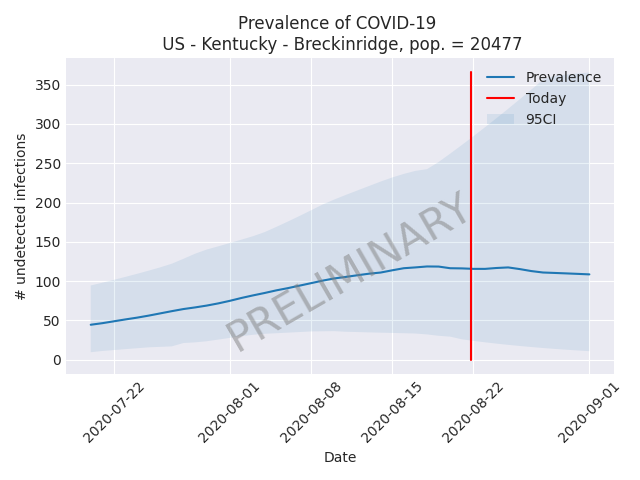 Prevalence of COVID-19
US - Kentucky - Breckinridge, pop. = 20477
# undetected infections
350
300
250
200
150
100
50
0
Prevalence
Today
95CI
PRELIMINARY
2020-07-22
2020-08-01
2020-08-08
2020-08-15
2020-08-22
2020-09-01
Date